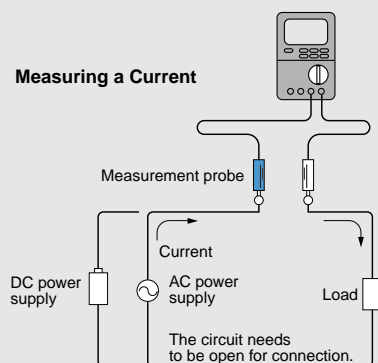 Measuring a Current
Measurement probe
Current
DC power
supply
AC power
supply
Load
The circuit needs
to be open for connection.